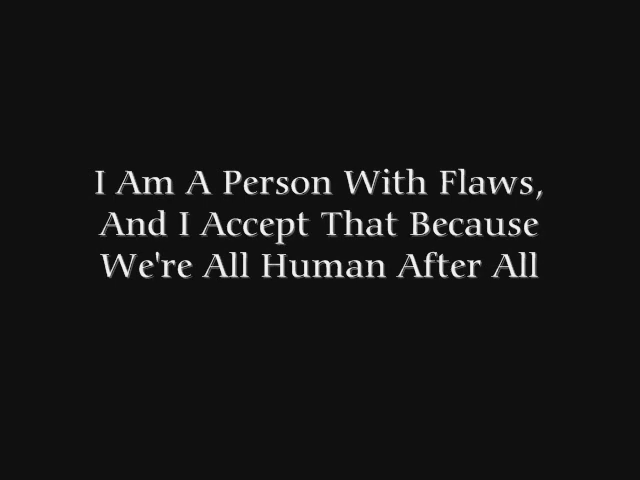 I Am A Person With Flaws,
And I Accept That Because
We're All Human After All